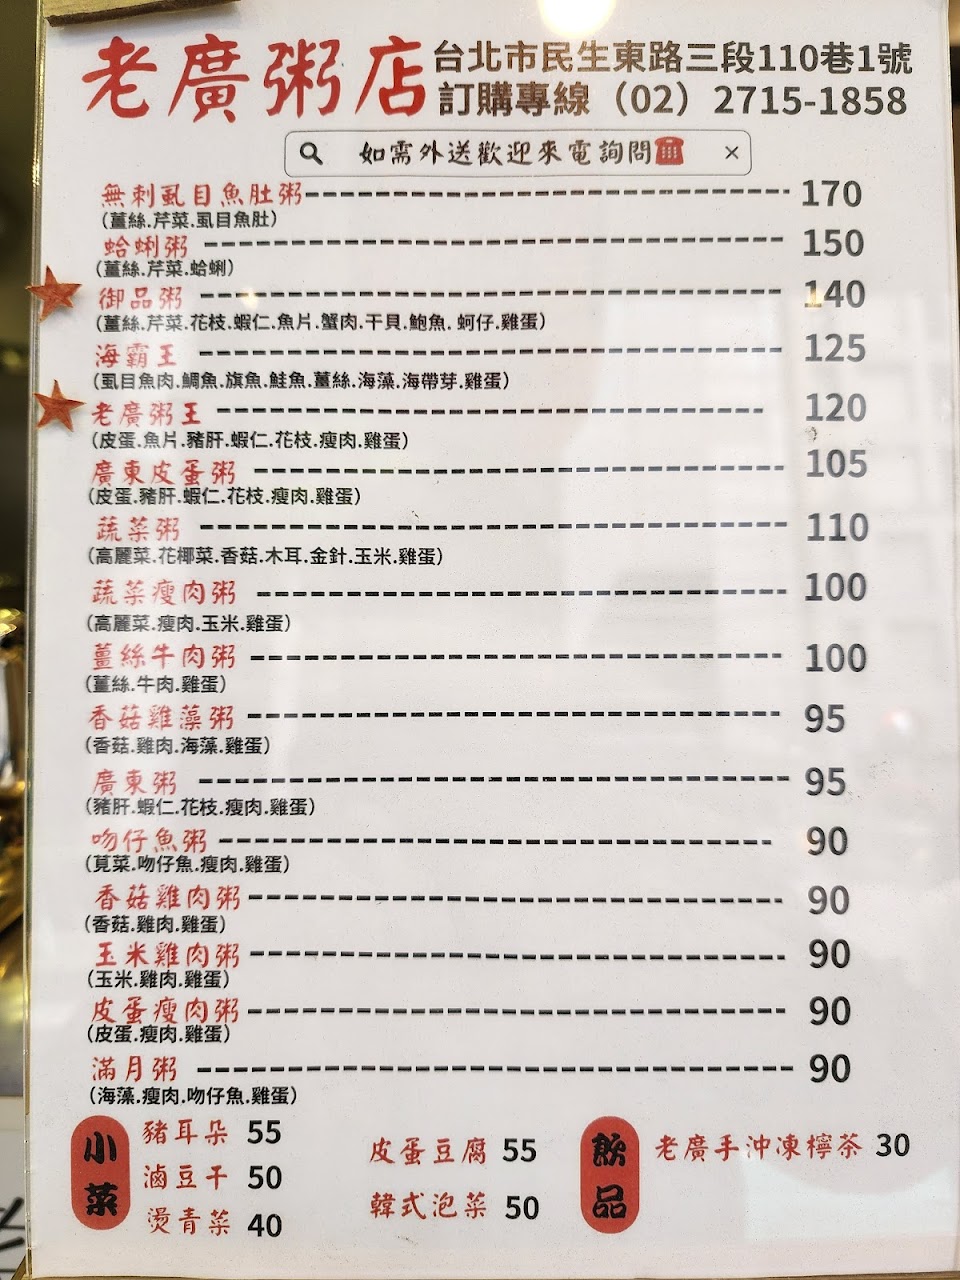 老廣粥店
台北市民生東路三段110巷1號
訂購專線（02）2715-1858
如需外送歡迎來電詢問☎ ×
無刺虱目魚肚粥 170
(薑絲.芹菜.虱目魚肚)
蛤蜊粥 150
(薑絲.芹菜.蛤蜊)
御品粥 140
(薑絲.芹菜.花枝.蝦仁.魚片.蟹肉.干貝.鮑魚.蚵仔.雞蛋)
海霸王 125
(虱目魚肉.鯛魚.旗魚.鮭魚.薑絲.海藻.海帶芽.雞蛋)
老廣粥王 120
(皮蛋.魚片.豬肝.蝦仁.花枝.瘦肉.雞蛋)
廣東皮蛋粥 105
(皮蛋.豬肝.蝦仁.花枝.瘦肉.雞蛋)
蔬菜粥 110
(高麗菜.花椰菜.香菇.木耳.金針.玉米.雞蛋)
蔬菜瘦肉粥 100
(高麗菜.瘦肉.玉米.雞蛋)
薑絲牛肉粥 100
(薑絲.牛肉.雞蛋)
香菇雞藻粥 95
(香菇.雞肉.海藻.雞蛋)
廣東粥 95
(豬肝.蝦仁.花枝.瘦肉.雞蛋)
吻仔魚粥 90
(莧菜.吻仔魚.瘦肉.雞蛋)
香菇雞肉粥 90
(香菇.雞肉.雞蛋)
玉米雞肉粥 90
(玉米.雞肉.雞蛋)
皮蛋瘦肉粥 90
(皮蛋.瘦肉.雞蛋)
滿月粥 90
(海藻.瘦肉.吻仔魚.雞蛋)
小菜
豬耳朵 55
滷豆干 50
燙青菜 40
皮蛋豆腐 55
韓式泡菜 50
飲品
老廣手沖凍檸茶 30